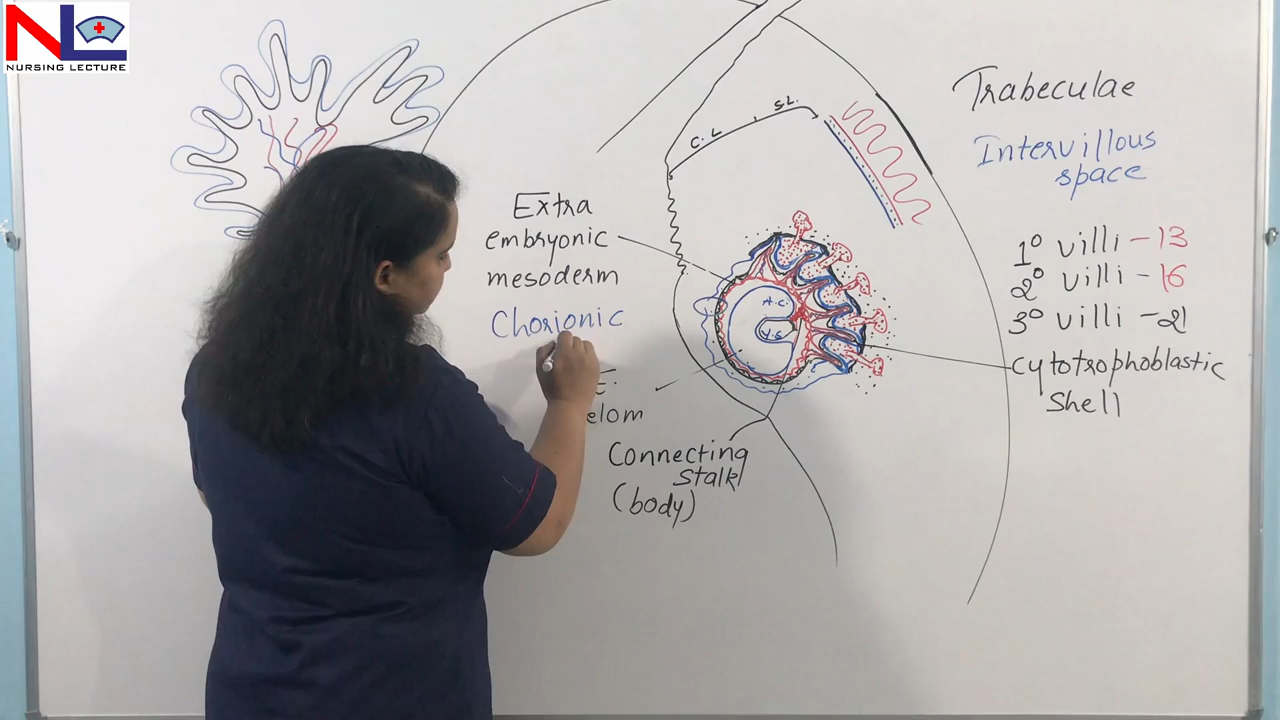 NL
NURSING LECTURE
C.L
S.L.
Trabeculae
Intervillous
space
1° villi - 13
2° villi - 16
3° villi - 21
Cytotrophoblastic
Shell
Extra
embryonic
mesoderm
Chorionic
E.
elom
Connecting
stalk
(body)
A.C.
Y.S.